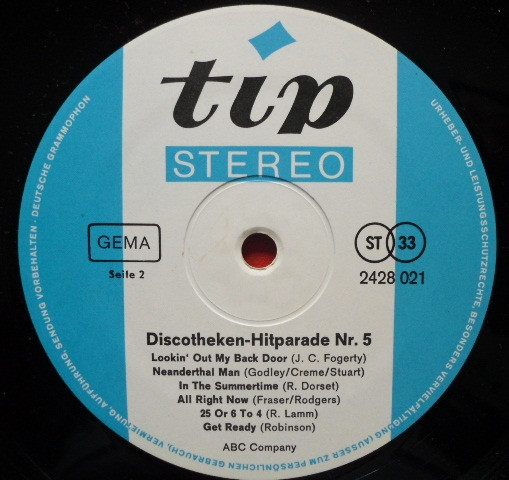 tip
STEREO
GEMA
ST 33
Seite 2
2428 021
Discotheken-Hitparade Nr. 5
Lookin' Out My Back Door (J. C. Fogerty)
Neanderthal Man (Godley/Creme/Stuart)
In The Summertime (R. Dorset)
All Right Now (Fraser/Rodgers)
25 Or 6 To 4 (R. Lamm)
Get Ready (Robinson)
ABC Company
URHEBER- UND LEISTUNGSSCHUTZRECHTE, BESONDERS VERVIELFÄLTIGUNG (AUSSER ZUM PERSÖNLICHEN GEBRAUCH), VERMIETUNG, AUFFÜHRUNG, SENDUNG VORBEHALTEN · DEUTSCHE GRAMMOPHON